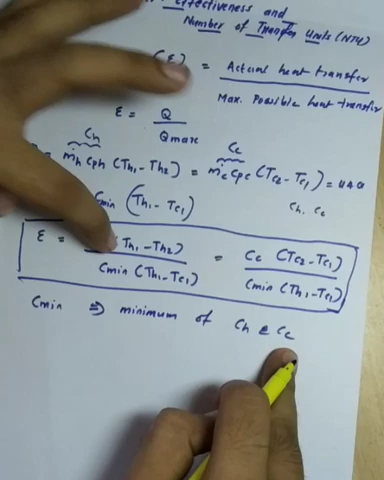 Effectiveness and
Number of Transfer Units (NTU)
(ε) = Actual heat transfer / Max. Possible heat transfer
ε = Q / Qmax
Ch Cc
ṁh Cph (Th1 - Th2) = ṁc Cpc (Tc2 - Tc1) = UAθ
Cmin (Th1 - Tc1) Ch, Cc
ε = (Th1 - Th2) / Cmin (Th1 - Tc1) = Cc (Tc2 - Tc1) / Cmin (Th1 - Tc1)
Cmin ⇒ minimum of Ch & Cc